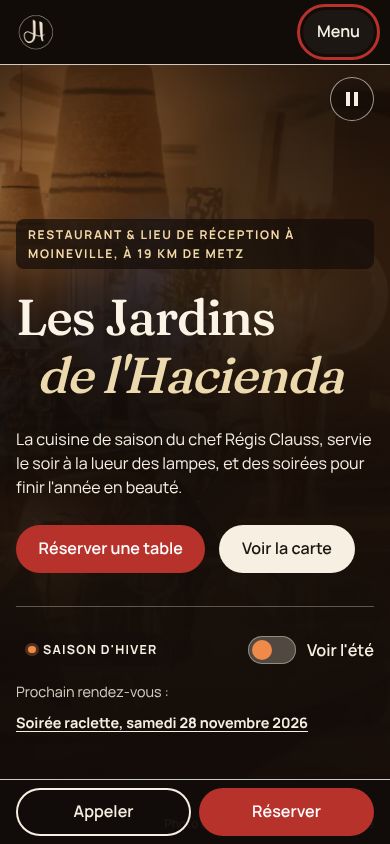 Menu
RESTAURANT & LIEU DE RÉCEPTION À
MOINEVILLE, À 19 KM DE METZ
Les Jardins
de l'Hacienda
La cuisine de saison du chef Régis Clauss, servie
le soir à la lueur des lampes, et des soirées pour
finir l'année en beauté.
Réserver une table
Voir la carte
SAISON D'HIVER
Voir l'été
Prochain rendez-vous :
Soirée raclette, samedi 28 novembre 2026
Appeler
Réserver